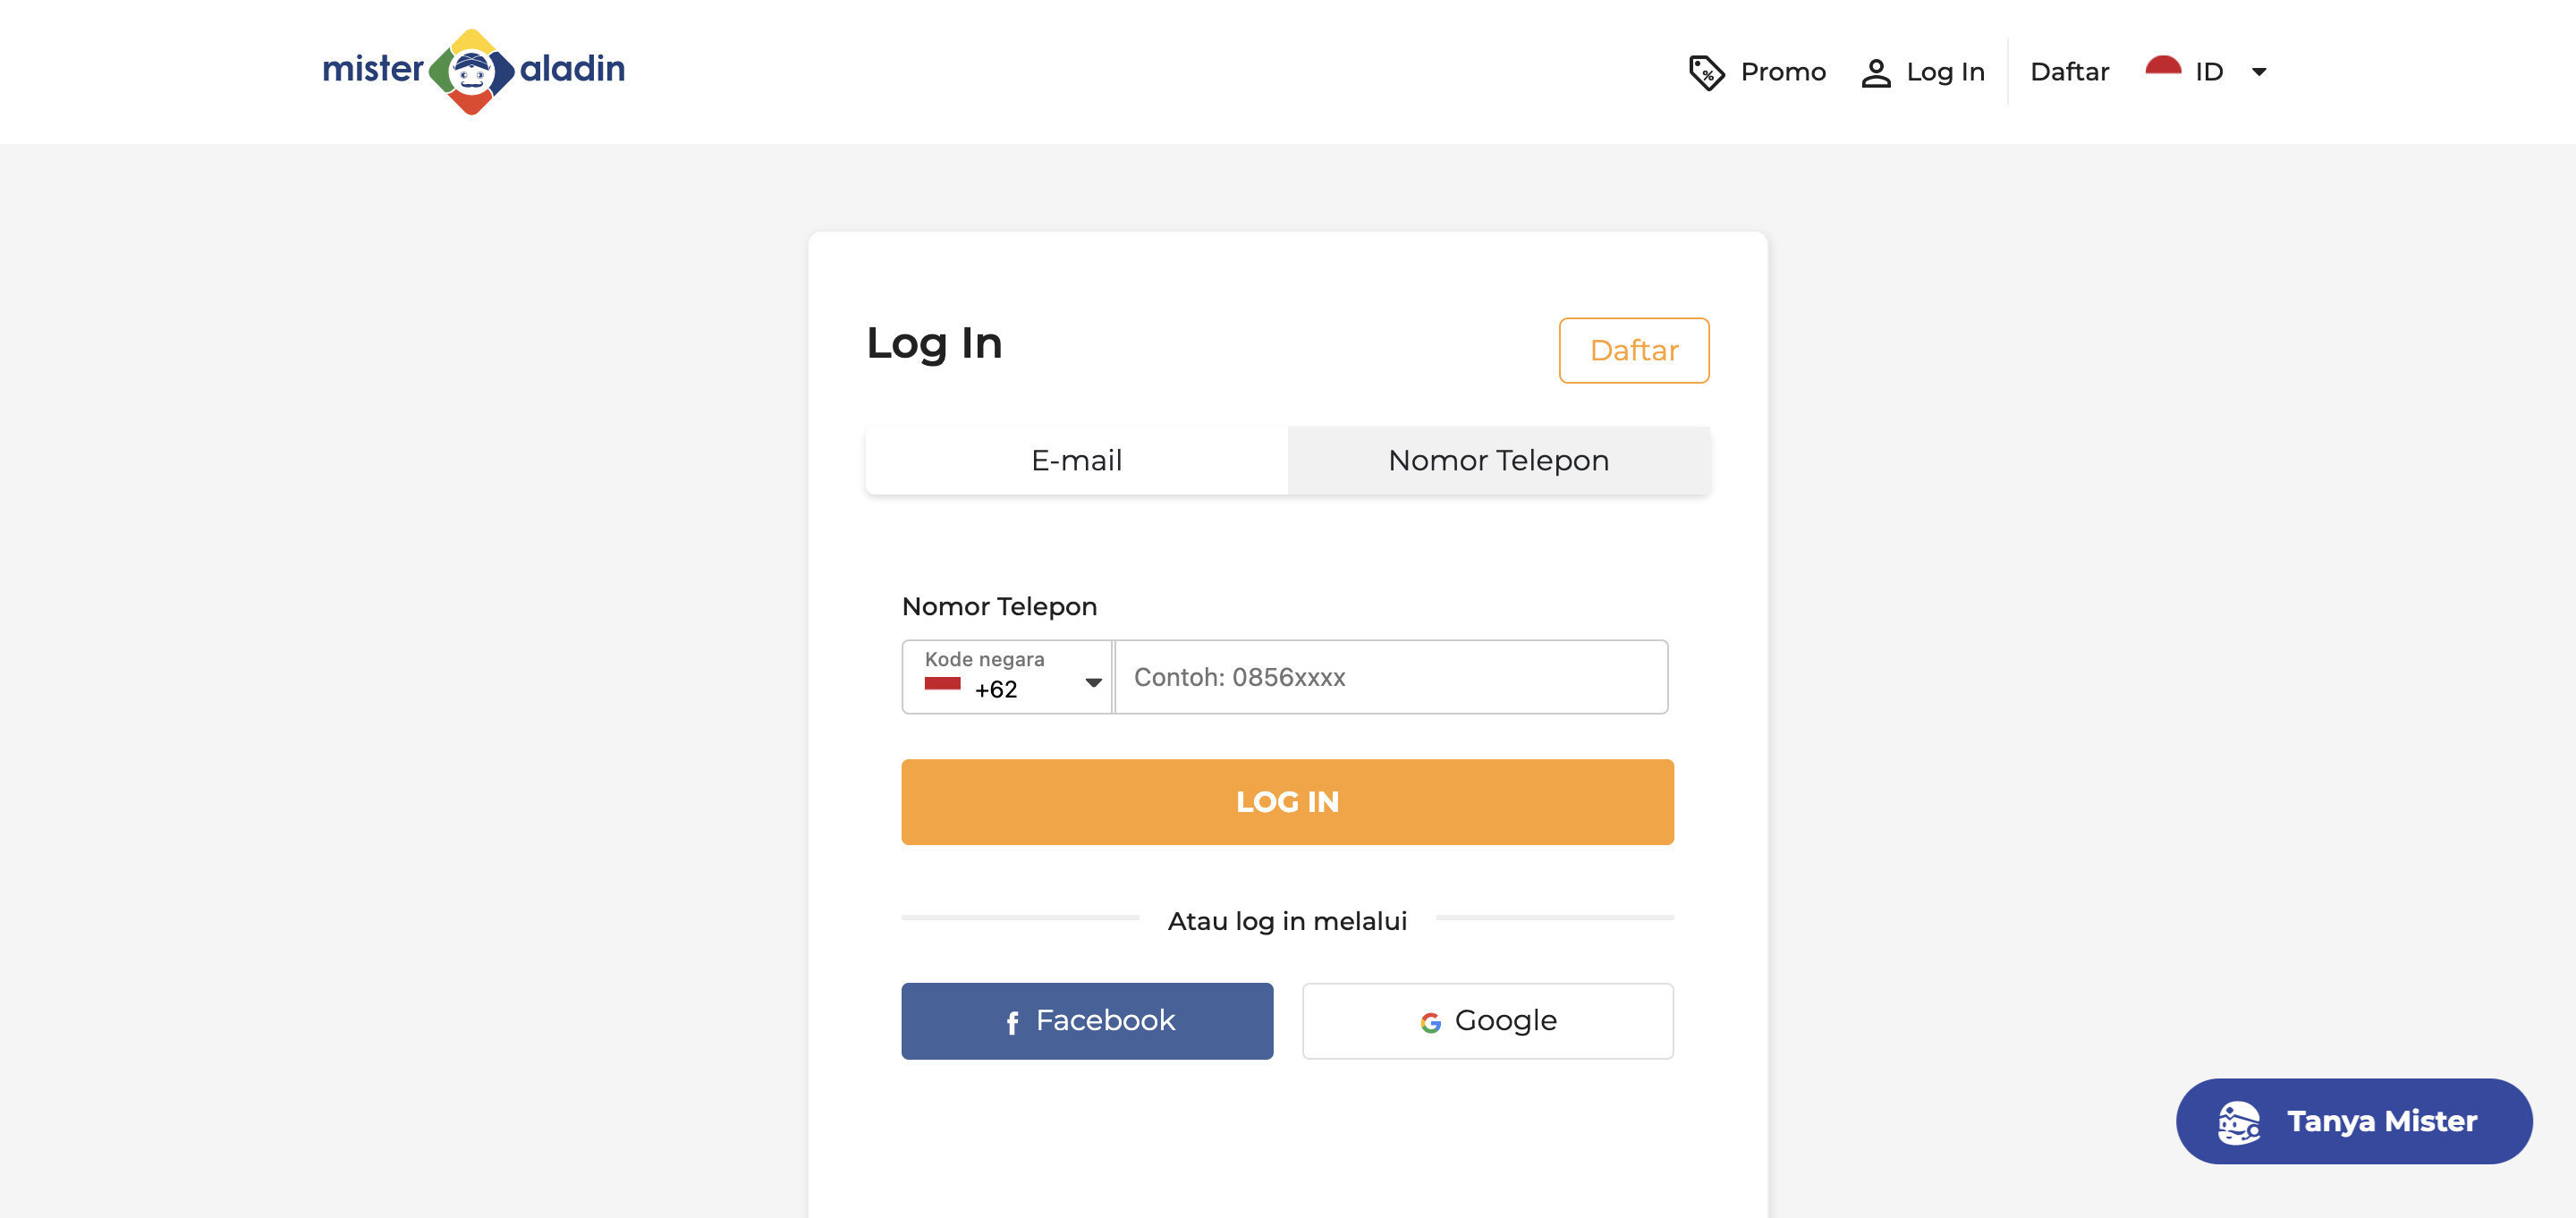 mister aladin
Promo
Log In
Daftar
ID
Log In
Daftar
E-mail
Nomor Telepon
Nomor Telepon
Kode negara
+62
Contoh: 0856xxxx
LOG IN
Atau log in melalui
f Facebook
G Google
Tanya Mister